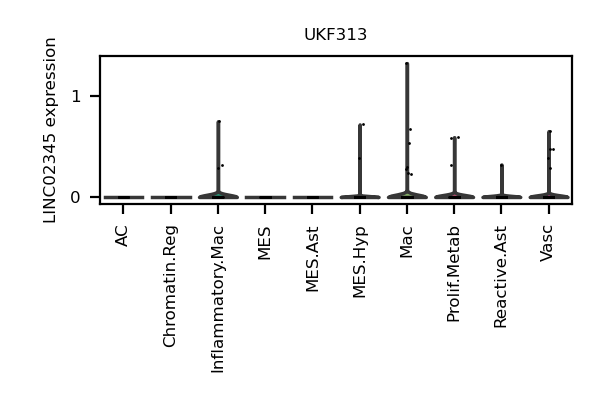 UKF313
LINC02345 expression
1
0
AC
Chromatin.Reg
Inflammatory.Mac
MES
MES.Ast
MES.Hyp
Mac
Prolif.Metab
Reactive.Ast
Vasc